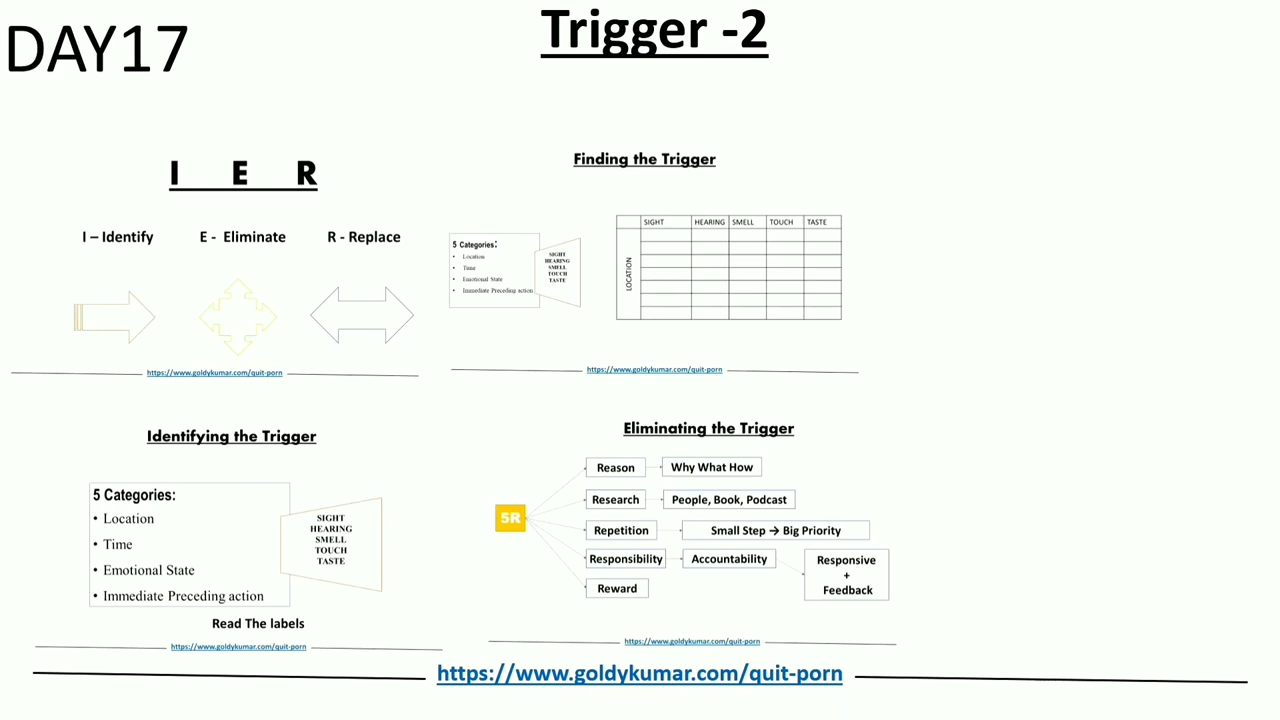 DAY17
Trigger -2
I E R
I – Identify E - Eliminate R - Replace
https://www.goldykumar.com/quit-porn
Finding the Trigger
5 Categories:
• Location
• Time
• Emotional State
• Immediate Preceding action
SIGHT
HEARING
SMELL
TOUCH
TASTE
SIGHT HEARING SMELL TOUCH TASTE
LOCATION
https://www.goldykumar.com/quit-porn
Identifying the Trigger
5 Categories:
• Location
• Time
• Emotional State
• Immediate Preceding action
SIGHT
HEARING
SMELL
TOUCH
TASTE
Read The labels
https://www.goldykumar.com/quit-porn
Eliminating the Trigger
5R
Reason Why What How
Research People, Book, Podcast
Repetition Small Step → Big Priority
Responsibility Accountability
Responsive
+
Feedback
Reward
https://www.goldykumar.com/quit-porn
https://www.goldykumar.com/quit-porn